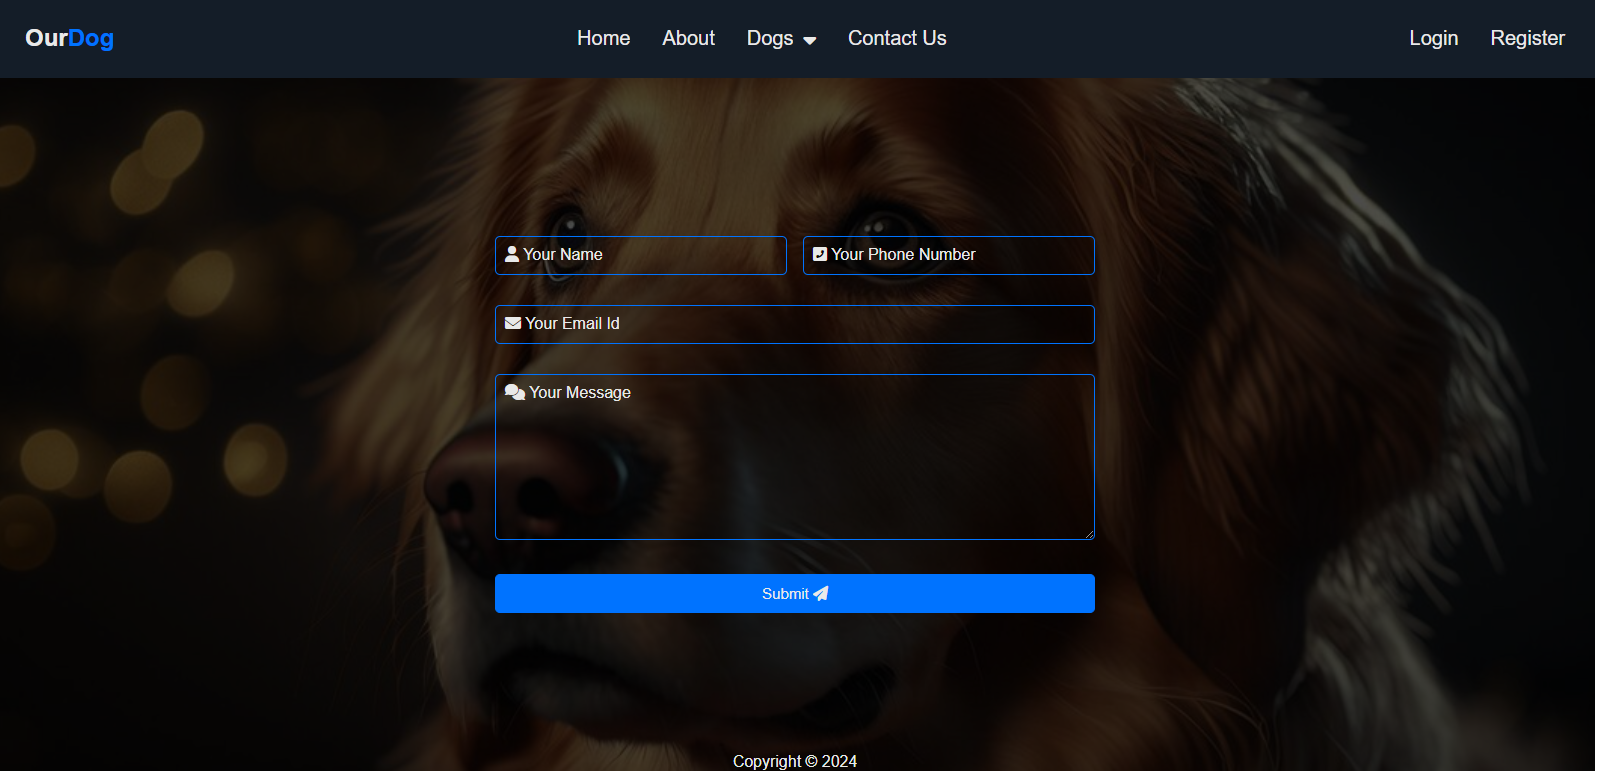 OurDog Home About Dogs Contact Us Login Register
Your Name Your Phone Number
Your Email Id
Your Message
Submit
Copyright © 2024